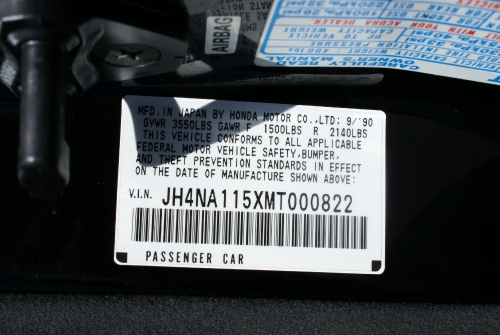 AIRBAG
OWNER'S MANUAL
MFD.IN JAPAN BY HONDA MOTOR CO.,LTD; 9/'90
GVWR 3550LBS GAWR F 1500LBS R 2140LBS
THIS VEHICLE CONFORMS TO ALL APPLICABLE
FEDERAL MOTOR VEHICLE SAFETY,BUMPER,
AND THEFT PREVENTION STANDARDS IN EFFECT
ON THE DATE OF MANUFACTURE SHOWN ABOVE:
V.I.N. JH4NA115XMT000822
PASSENGER CAR